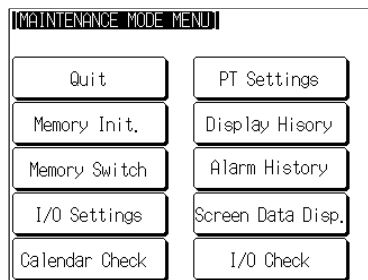 [MAINTENANCE MODE MENU]
Quit
PT Settings
Memory Init.
Display Hisory
Memory Switch
Alarm History
I/O Settings
Screen Data Disp.
Calendar Check
I/O Check